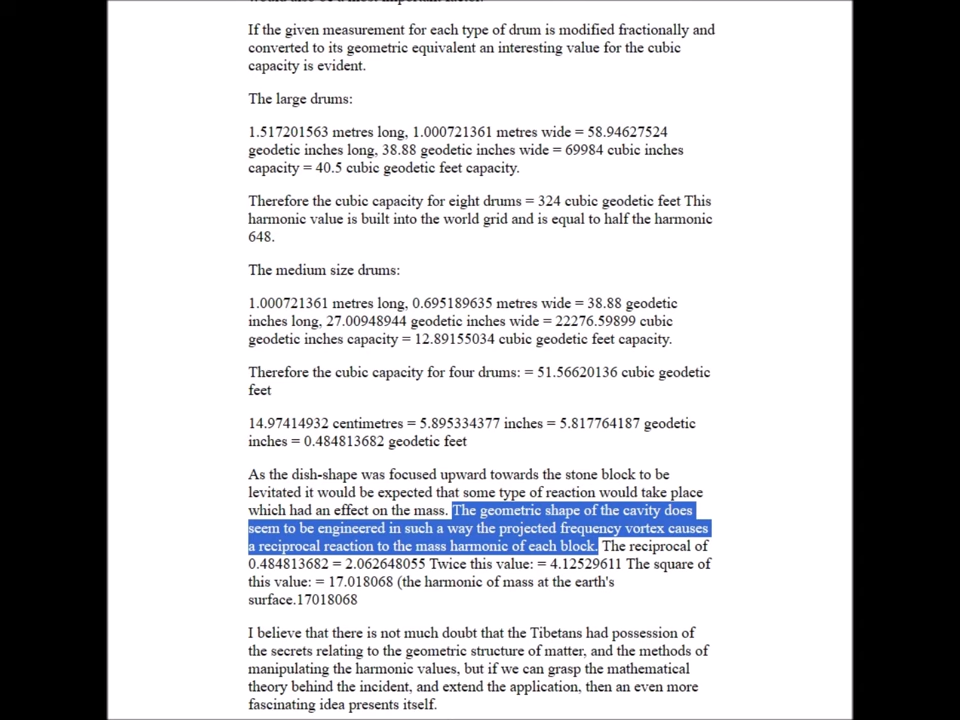 If the given measurement for each type of drum is modified fractionally and
converted to its geometric equivalent an interesting value for the cubic
capacity is evident.
The large drums:
1.517201563 metres long, 1.000721361 metres wide = 58.94627524
geodetic inches long, 38.88 geodetic inches wide = 69984 cubic inches
capacity = 40.5 cubic geodetic feet capacity.
Therefore the cubic capacity for eight drums = 324 cubic geodetic feet This
harmonic value is built into the world grid and is equal to half the harmonic
648.
The medium size drums:
1.000721361 metres long, 0.695189635 metres wide = 38.88 geodetic
inches long, 27.00948944 geodetic inches wide = 22276.59899 cubic
geodetic inches capacity = 12.89155034 cubic geodetic feet capacity.
Therefore the cubic capacity for four drums: = 51.56620136 cubic geodetic
feet
14.97414932 centimetres = 5.895334377 inches = 5.817764187 geodetic
inches = 0.484813682 geodetic feet
As the dish-shape was focused upward towards the stone block to be
levitated it would be expected that some type of reaction would take place
which had an effect on the mass. The geometric shape of the cavity does
seem to be engineered in such a way the projected frequency vortex causes
a reciprocal reaction to the mass harmonic of each block. The reciprocal of
0.484813682 = 2.062648055 Twice this value: = 4.12529611 The square of
this value: = 17.018068 (the harmonic of mass at the earth's
surface.17018068
I believe that there is not much doubt that the Tibetans had possession of
the secrets relating to the geometric structure of matter, and the methods of
manipulating the harmonic values, but if we can grasp the mathematical
theory behind the incident, and extend the application, then an even more
fascinating idea presents itself.